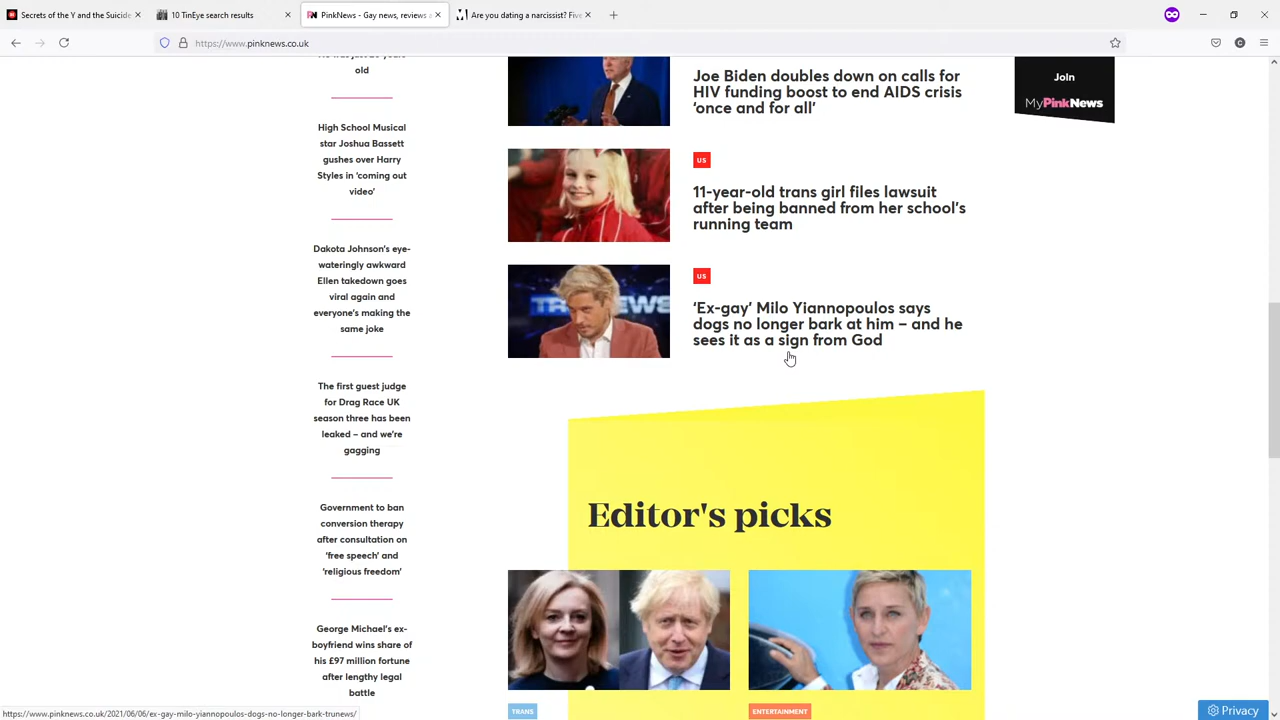 Secrets of the Y and the Suicide
10 TinEye search results
PinkNews - Gay news, reviews a
Are you dating a narcissist? Five
https://www.pinknews.co.uk
old
High School Musical
star Joshua Bassett
gushes over Harry
Styles in ‘coming out
video’
Dakota Johnson’s eye-
wateringly awkward
Ellen takedown goes
viral again and
everyone’s making the
same joke
The first guest judge
for Drag Race UK
season three has been
leaked – and we’re
gagging
Government to ban
conversion therapy
after consultation on
‘free speech’ and
‘religious freedom’
George Michael’s ex-
boyfriend wins share of
his £97 million fortune
after lengthy legal
battle
Joe Biden doubles down on calls for
HIV funding boost to end AIDS crisis
‘once and for all’
US
11-year-old trans girl files lawsuit
after being banned from her school’s
running team
TRUNEWS
US
‘Ex-gay’ Milo Yiannopoulos says
dogs no longer bark at him – and he
sees it as a sign from God
Editor's picks
TRANS
ENTERTAINMENT
Join
MyPinkNews
https://www.pinknews.co.uk/2021/06/06/ex-gay-milo-yiannopoulos-dogs-no-longer-bark-trunews/
Privacy